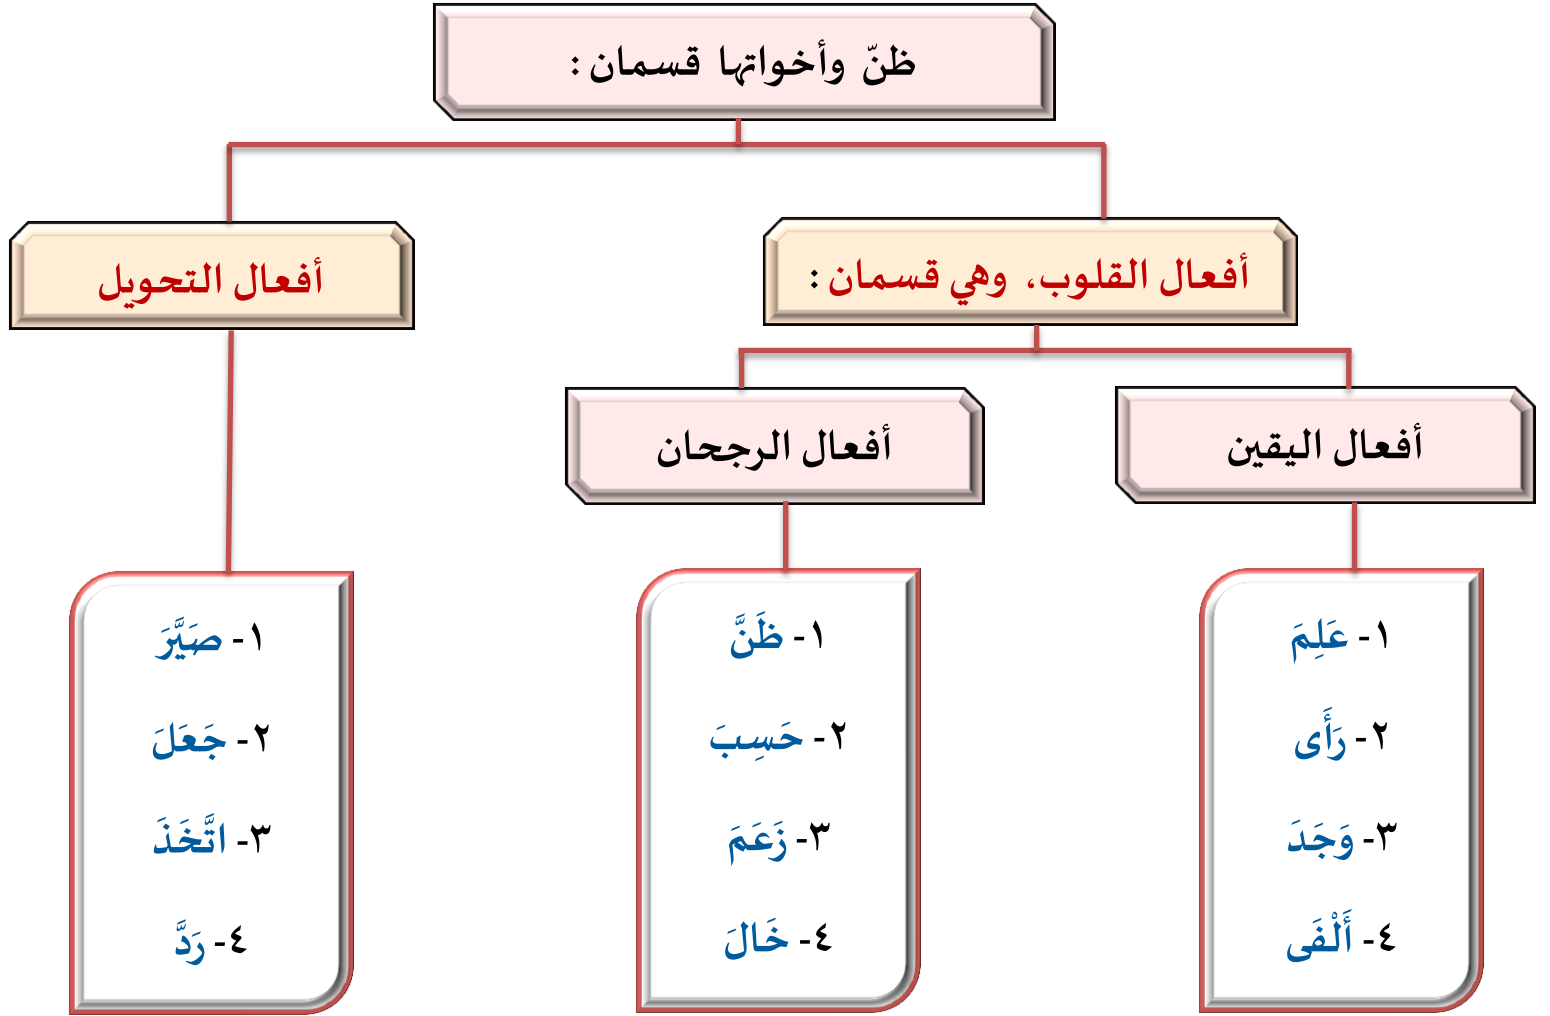 ظنّ وأخواتها قسمان :
أفعال القلوب، وهي قسمان :
أفعال التحويل
أفعال اليقين
أفعال الرجحان
١- عَلِمَ
٢- رَأَى
٣- وَجَدَ
٤- أَلْفَى
١- ظَنَّ
٢- حَسِبَ
٣- زَعَمَ
٤- خَالَ
١- صَيَّرَ
٢- جَعَلَ
٣- اتَّخَذَ
٤- رَدَّ